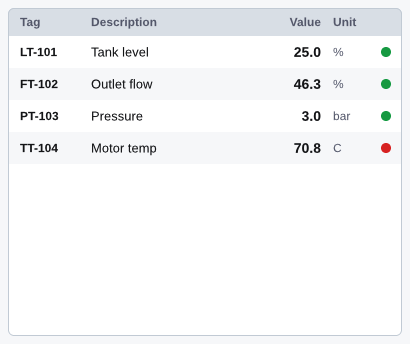 Tag Description Value Unit
LT-101 Tank level 25.0 %
FT-102 Outlet flow 46.3 %
PT-103 Pressure 3.0 bar
TT-104 Motor temp 70.8 C